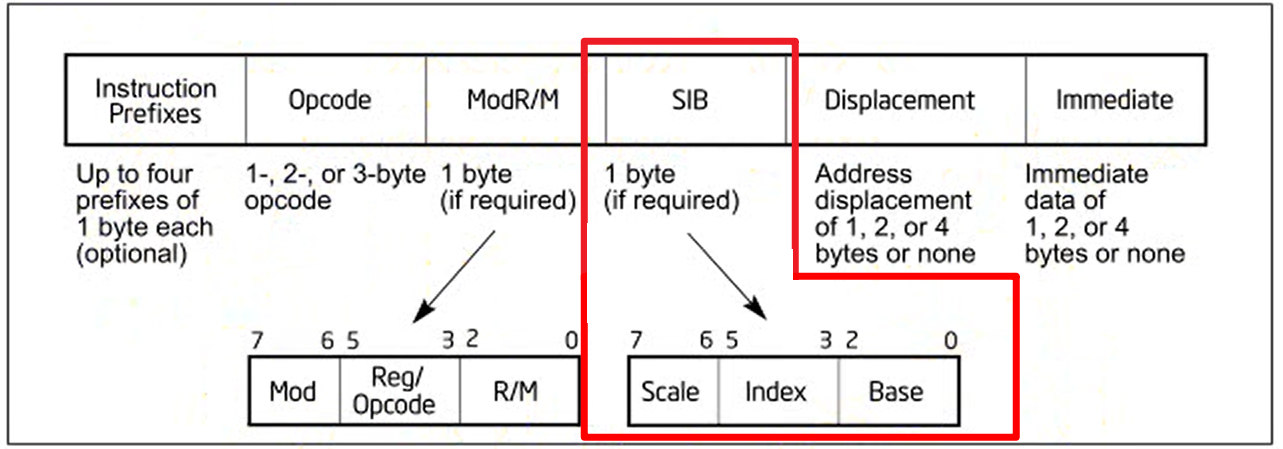 Instruction
Prefixes
Opcode
ModR/M
SIB
Displacement
Immediate
Up to four
prefixes of
1 byte each
(optional)
1-, 2-, or 3-byte
opcode
1 byte
(if required)
1 byte
(if required)
Address
displacement
of 1, 2, or 4
bytes or none
Immediate
data of
1, 2, or 4
bytes or none
7 6 5 3 2 0
Mod
Reg/
Opcode
R/M
7 6 5 3 2 0
Scale
Index
Base